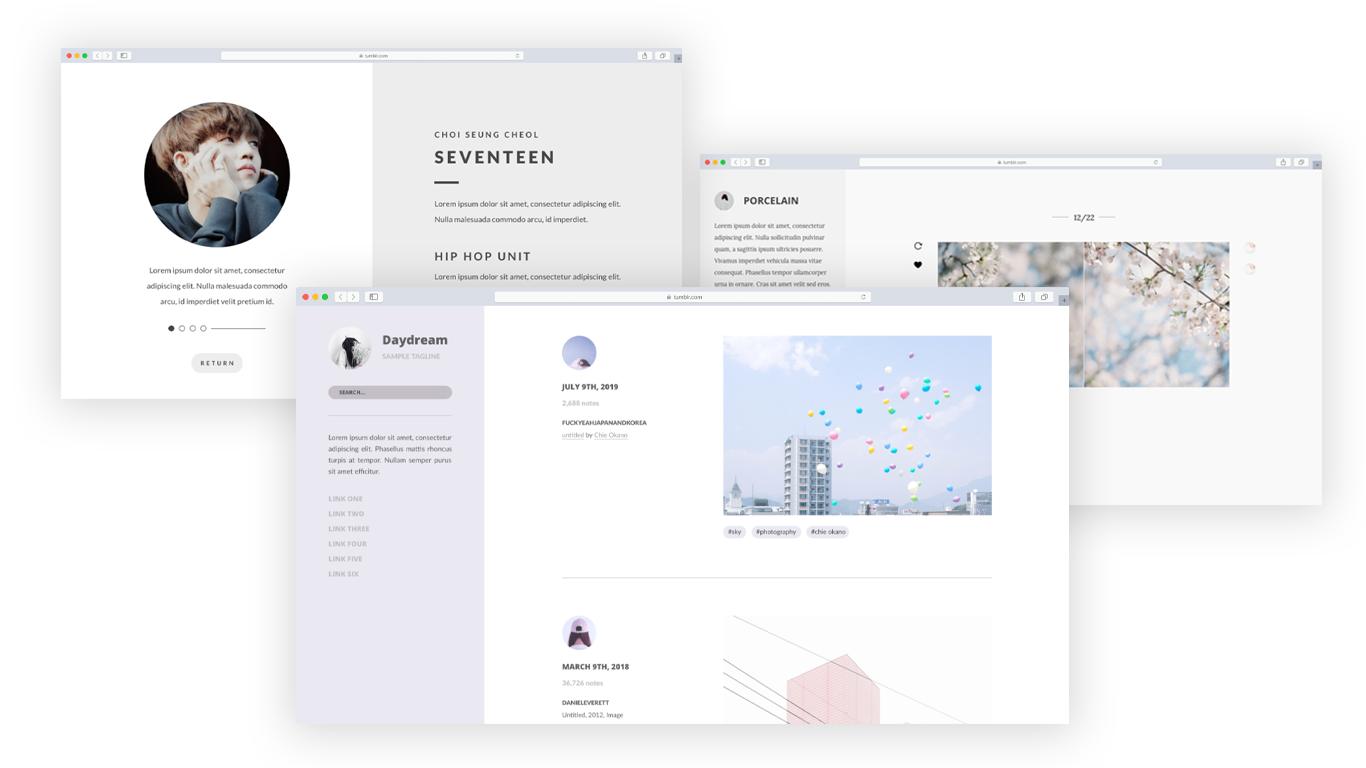 tumblr.com
CHOI SEUNG CHEOL
SEVENTEEN
Lorem ipsum dolor sit amet, consectetur adipiscing elit.
Nulla malesuada commodo arcu, id imperdiet.
HIP HOP UNIT
Lorem ipsum dolor sit amet, consectetur adipiscing elit.
Lorem ipsum dolor sit amet, consectetur
adipiscing elit. Nulla malesuada commodo
arcu, id imperdiet velit pretium id.
RETURN
tumblr.com
PORCELAIN
Lorem ipsum dolor sit amet, consectetur
adipiscing elit. Nulla sollicitudin pulvinar
quam, a sagittis ipsum ultricies posuere.
Vivamus imperdiet vehicula massa vitae
consequat. Phasellus tempor ullamcorper
urna in ornare. Cras sit amet velit sed eros.
12/22
tumblr.com
Daydream
SAMPLE TAGLINE
SEARCH...
Lorem ipsum dolor sit amet, consectetur
adipiscing elit. Phasellus mattis rhoncus
turpis at tempor. Nullam semper purus
sit amet efficitur.
LINK ONE
LINK TWO
LINK THREE
LINK FOUR
LINK FIVE
LINK SIX
JULY 9TH, 2019
2,688 notes
FUCKYEAHJAPANANDKOREA
untitled by Chie Okano
#sky
#photography
#chie okano
MARCH 9TH, 2018
36,726 notes
DANIELEVERETT
Untitled, 2012, Image